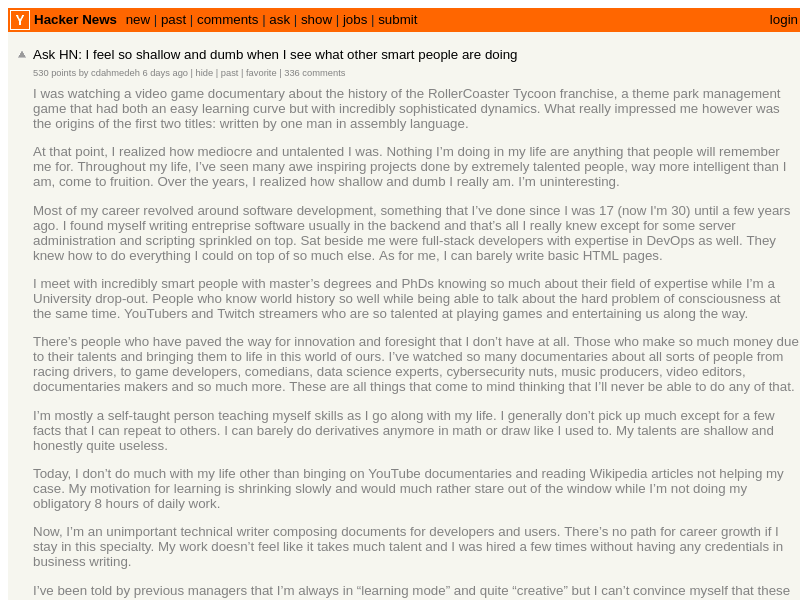 Y Hacker News new | past | comments | ask | show | jobs | submit login
Ask HN: I feel so shallow and dumb when I see what other smart people are doing
530 points by cdahmedeh 6 days ago | hide | past | favorite | 336 comments
I was watching a video game documentary about the history of the RollerCoaster Tycoon franchise, a theme park management
game that had both an easy learning curve but with incredibly sophisticated dynamics. What really impressed me however was
the origins of the first two titles: written by one man in assembly language.
At that point, I realized how mediocre and untalented I was. Nothing I'm doing in my life are anything that people will remember
me for. Throughout my life, I've seen many awe inspiring projects done by extremely talented people, way more intelligent than I
am, come to fruition. Over the years, I realized how shallow and dumb I really am. I'm uninteresting.
Most of my career revolved around software development, something that I've done since I was 17 (now I'm 30) until a few years
ago. I found myself writing entreprise software usually in the backend and that's all I really knew except for some server
administration and scripting sprinkled on top. Sat beside me were full-stack developers with expertise in DevOps as well. They
knew how to do everything I could on top of so much else. As for me, I can barely write basic HTML pages.
I meet with incredibly smart people with master's degrees and PhDs knowing so much about their field of expertise while I'm a
University drop-out. People who know world history so well while being able to talk about the hard problem of consciousness at
the same time. YouTubers and Twitch streamers who are so talented at playing games and entertaining us along the way.
There's people who have paved the way for innovation and foresight that I don't have at all. Those who make so much money due
to their talents and bringing them to life in this world of ours. I've watched so many documentaries about all sorts of people from
racing drivers, to game developers, comedians, data science experts, cybersecurity nuts, music producers, video editors,
documentaries makers and so much more. These are all things that come to mind thinking that I'll never be able to do any of that.
I'm mostly a self-taught person teaching myself skills as I go along with my life. I generally don't pick up much except for a few
facts that I can repeat to others. I can barely do derivatives anymore in math or draw like I used to. My talents are shallow and
honestly quite useless.
Today, I don't do much with my life other than binging on YouTube documentaries and reading Wikipedia articles not helping my
case. My motivation for learning is shrinking slowly and would much rather stare out of the window while I'm not doing my
obligatory 8 hours of daily work.
Now, I'm an unimportant technical writer composing documents for developers and users. There's no path for career growth if I
stay in this specialty. My work doesn't feel like it takes much talent and I was hired a few times without having any credentials in
business writing.
I've been told by previous managers that I'm always in “learning mode” and quite “creative” but I can't convince myself that these